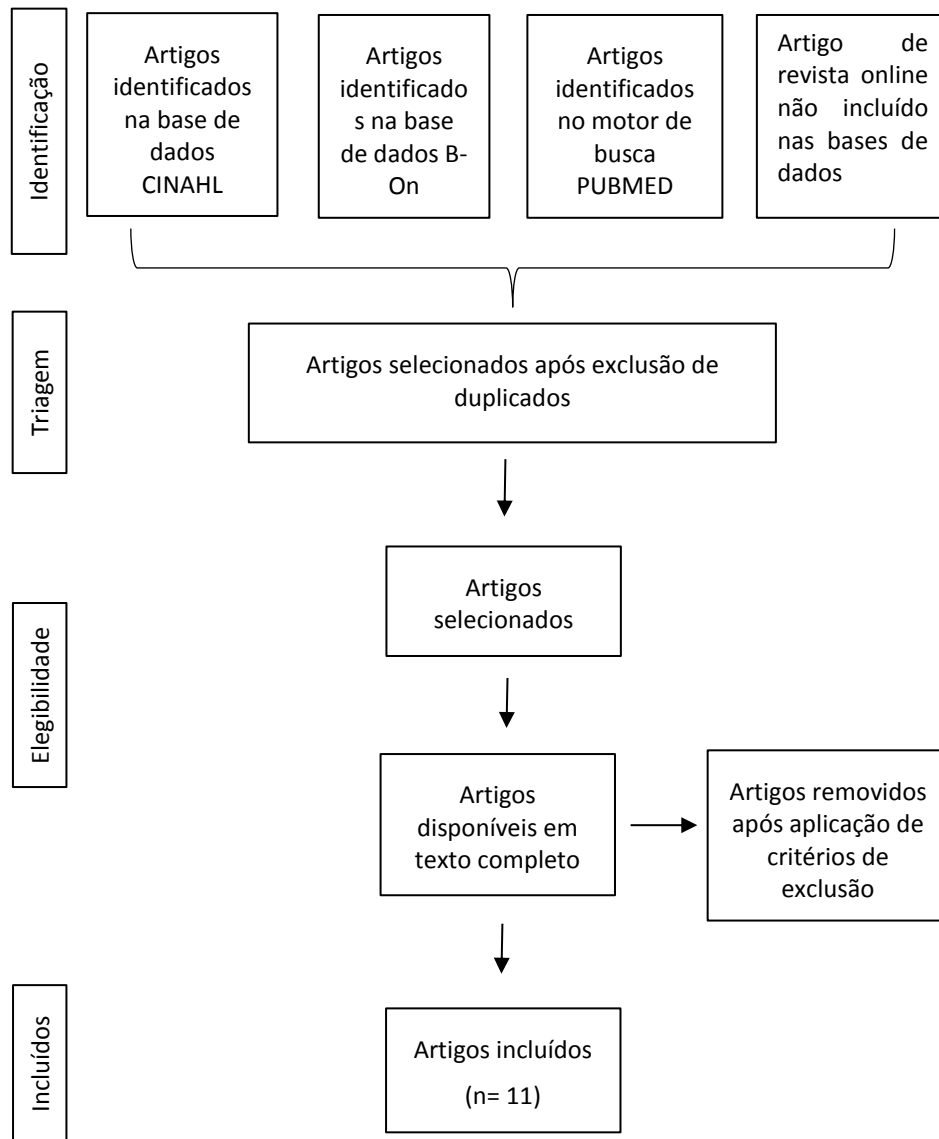 Identificação
Artigos
identificados
na base de
dados
CINAHL
Artigos
identificado
s na base
de dados B-
On
Artigos
identificados
no motor de
busca
PUBMED
Artigo de
revista online
não incluído
nas bases de
dados
Triagem
Artigos selecionados após exclusão de
duplicados
Elegibilidade
Artigos
selecionados
Artigos
disponíveis em
texto completo
Artigos removidos
após aplicação de
critérios de
exclusão
Incluídos
Artigos incluídos
(n= 11)